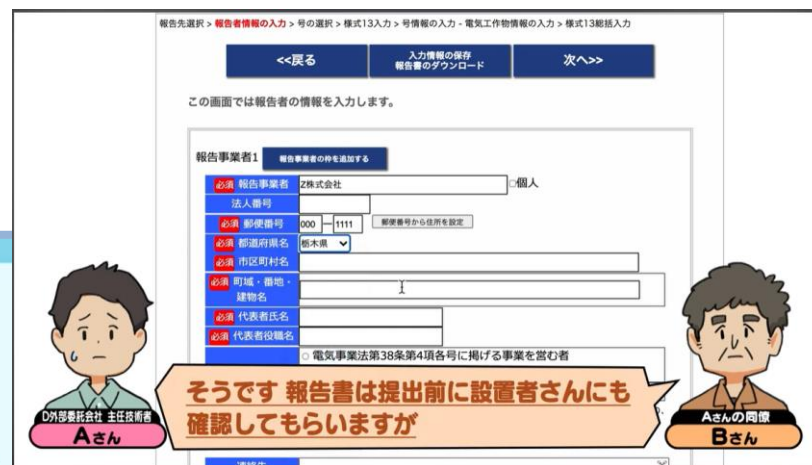 報告先選択 > 報告者情報の入力 > 号の選択 > 様式13入力 > 号情報の入力 - 電気工作物情報の入力 > 様式13総括入力
<<戻る
入力情報の保存
報告書のダウンロード
次へ>>
この画面では報告者の情報を入力します。
報告事業者1 報告事業者の枠を追加する
必須 報告事業者 Z株式会社 □個人
法人番号
必須 郵便番号 000 ー 1111 郵便番号から住所を設定
必須 都道府県名 栃木県
必須 市区町村名
必須 町域・番地・
建物名
必須 代表者氏名
必須 代表者役職名
○ 電気事業法第38条第4項各号に掲げる事業を営む者
そうです 報告書は提出前に設置者さんにも
確認してもらいますが
D外部委託会社 主任技術者
Aさん
Aさんの同僚
Bさん
連絡先